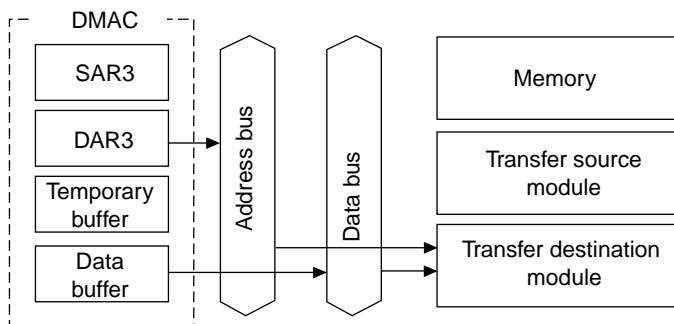 DMAC
SAR3
DAR3
Temporary
buffer
Data
buffer
Address bus
Data bus
Memory
Transfer source
module
Transfer destination
module